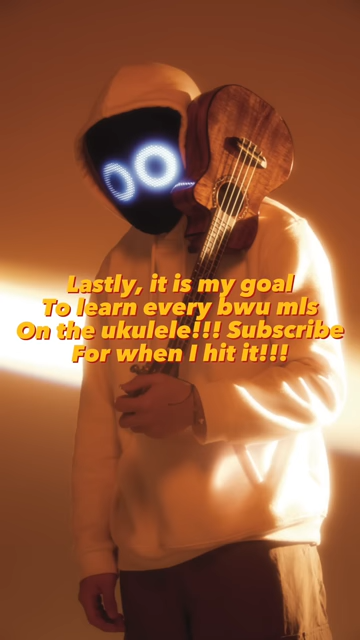 Lastly, it is my goal
To learn every bwu mls
On the ukulele!!! Subscribe
For when I hit it!!!